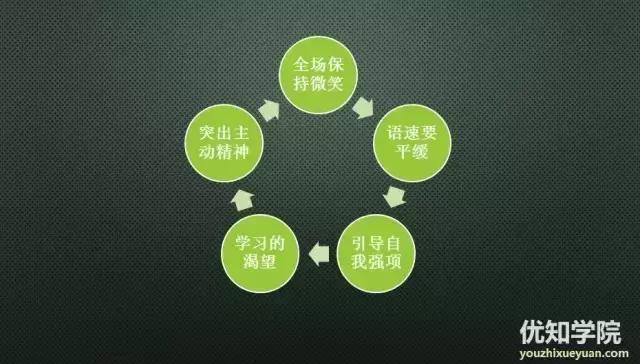 全场保
持微笑
语速要
平缓
引导自
我强项
学习的
渴望
突出主
动精神
优知学院
youzhixueyuan.com